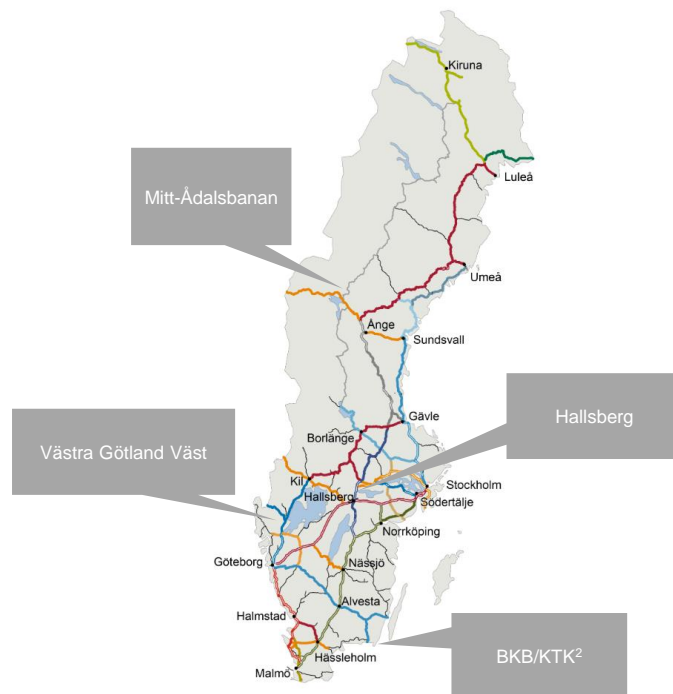 Kiruna
Luleå
Mitt-Ådalsbanan
Umeå
Ånge
Sundsvall
Gävle
Hallsberg
Borlänge
Västra Götland Väst
Kil
Stockholm
Hallsberg
Södertälje
Norrköping
Göteborg
Nässjö
Alvesta
Halmstad
Hässleholm
BKB/KTK²
Malmö